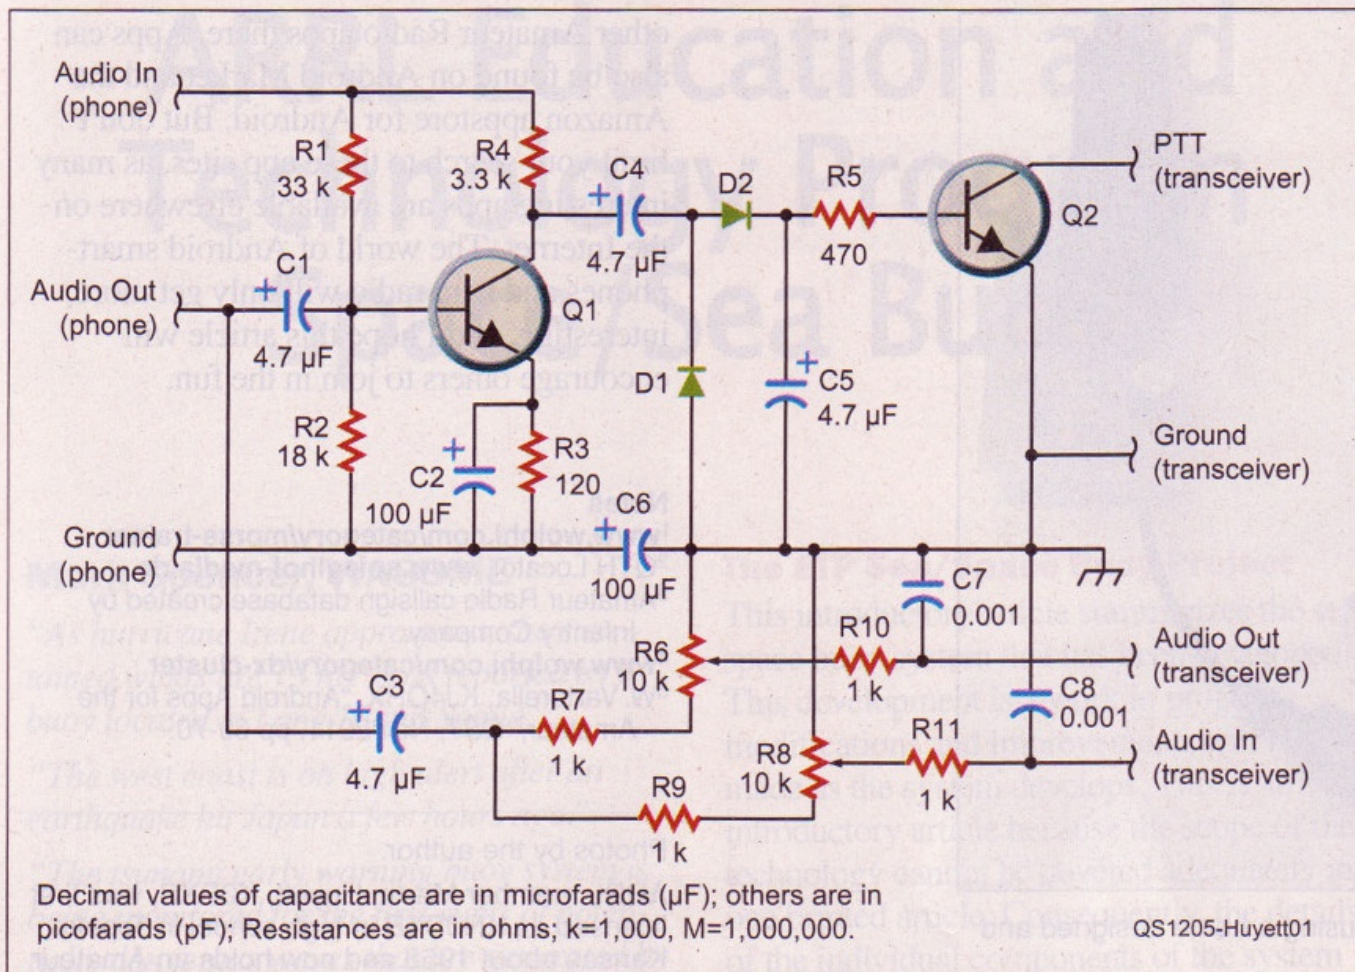 Audio In
(phone)
R1
33 k
R4
3.3 k
C4
4.7 µF
D2
R5
470
PTT
(transceiver)
Q2
C1
Audio Out
(phone)
4.7 µF
Q1
D1
C5
4.7 µF
R2
18 k
C2
100 µF
R3
120
Ground
(transceiver)
C6
100 µF
Ground
(phone)
C7
0.001
R6
10 k
R10
1 k
Audio Out
(transceiver)
C3
4.7 µF
R7
1 k
C8
0.001
R8
10 k
R11
1 k
Audio In
(transceiver)
R9
1 k
Decimal values of capacitance are in microfarads (µF); others are in
picofarads (pF); Resistances are in ohms; k=1,000, M=1,000,000.
QS1205-Huyett01